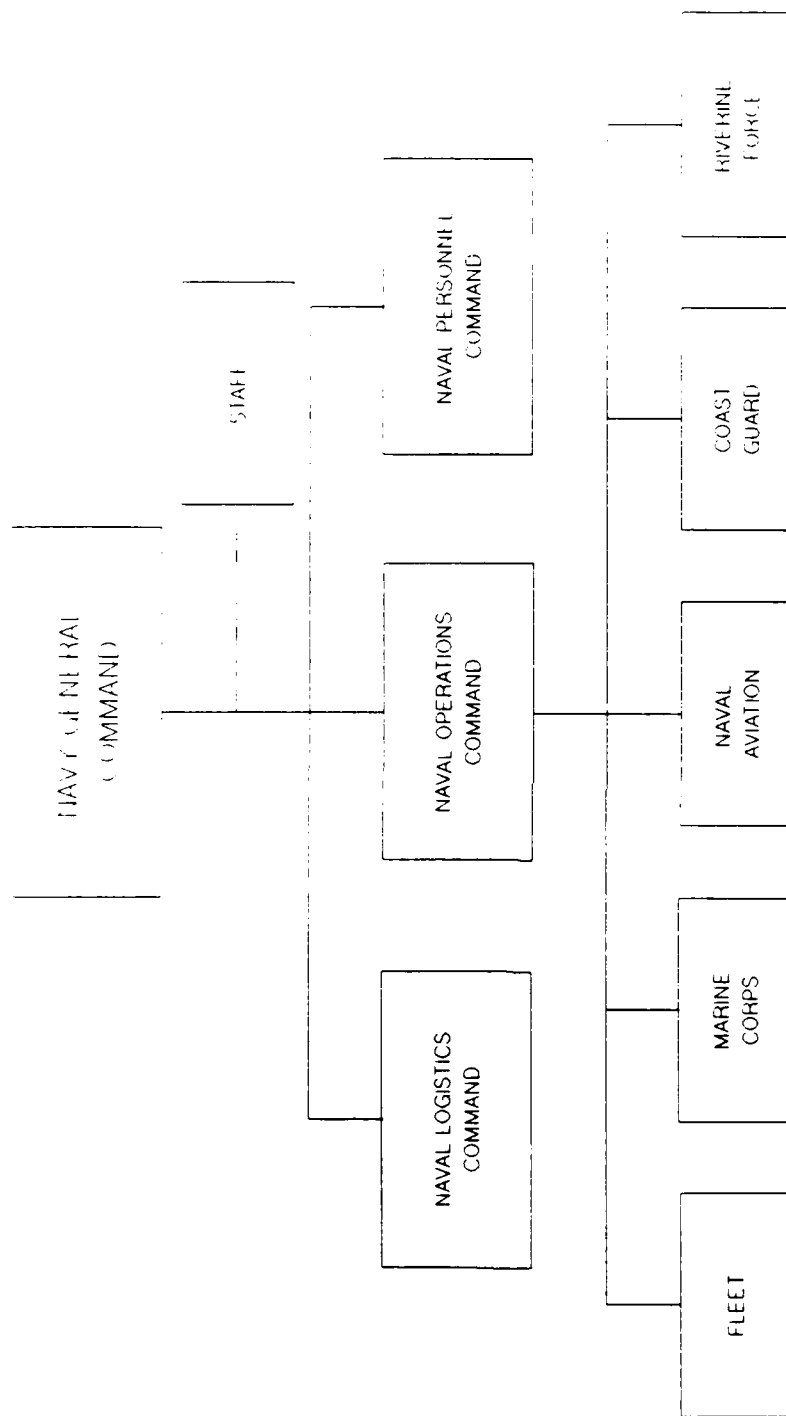 NAVY GENERAL
COMMAND
STAFF
NAVAL LOGISTICS
COMMAND
NAVAL OPERATIONS
COMMAND
NAVAL PERSONNEL
COMMAND
FLEET
MARINE
CORPS
NAVAL
AVIATION
COAST
GUARD
RIVERINE
FORCE